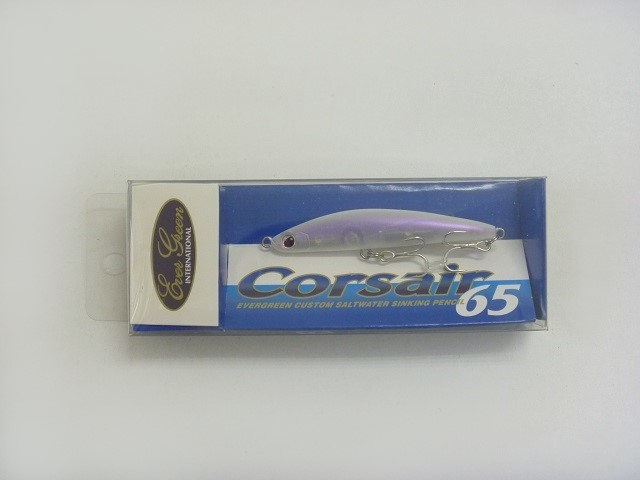 Ever Green
INTERNATIONAL
Corsair
EVERGREEN CUSTOM SALTWATER SINKING PENCIL
65